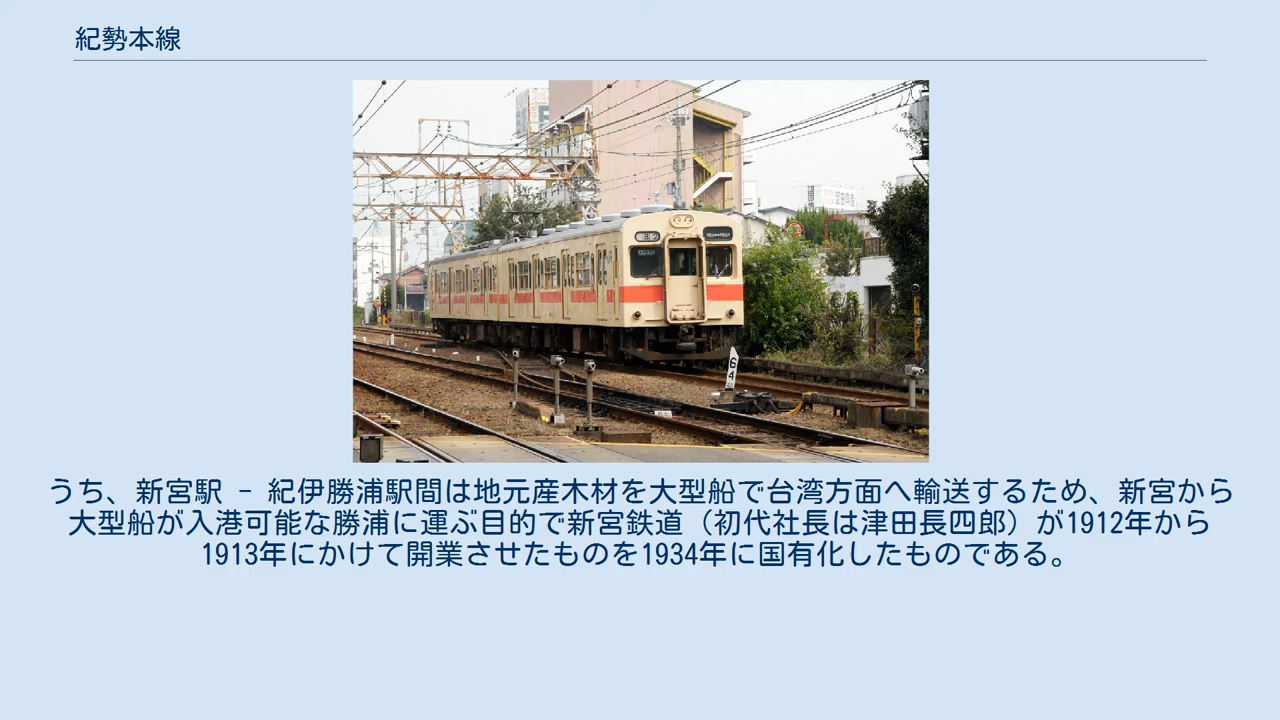 紀勢本線
64
うち、新宮駅 - 紀伊勝浦駅間は地元産木材を大型船で台湾方面へ輸送するため、新宮から
大型船が入港可能な勝浦に運ぶ目的で新宮鉄道（初代社長は津田長四郎）が1912年から
1913年にかけて開業させたものを1934年に国有化したものである。